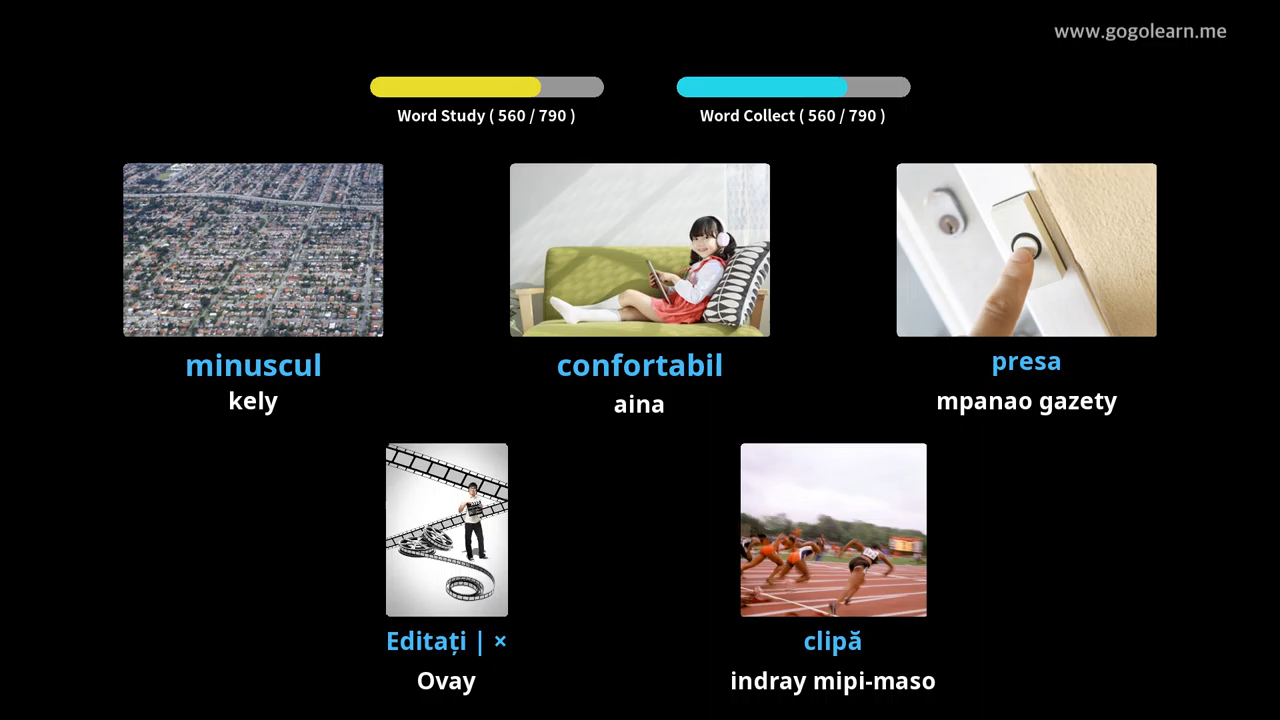 www.gogolearn.me
Word Study ( 560 / 790 )
Word Collect ( 560 / 790 )
minuscul
kely
confortabil
aina
presa
mpanao gazety
Editați | ×
Ovay
clipă
indray mipi-maso